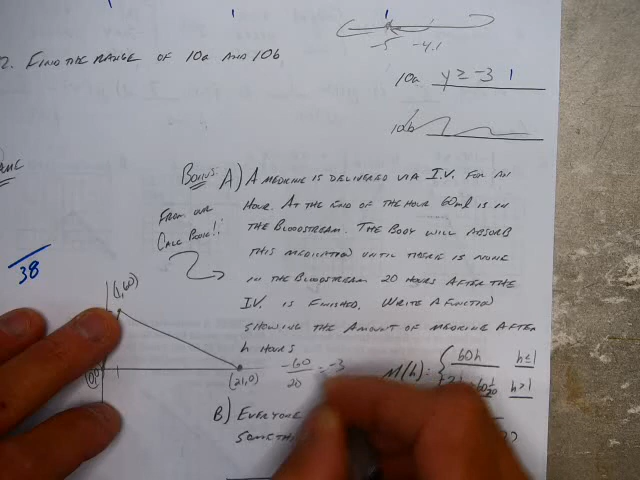 2. FIND THE RANGE OF 10a AND 10b
-5 -4.1
10a y ≥ -3
10b
BONUS: A) A MEDICINE IS DELIVERED VIA I.V. FOR AN
HOUR. AT THE END OF THE HOUR 60ml IS IN
THE BLOODSTREAM. THE BODY WILL ABSORB
THIS MEDICATION UNTIL THERE IS NONE
IN THE BLOODSTREAM 20 HOURS AFTER THE
I.V. IS FINISHED. WRITE A FUNCTION
SHOWING THE AMOUNT OF MEDICINE AFTER
h HOURS
FROM OUR
CALC BOOK!!
38
(1,60)
(21,0)
-60/20 = -3
M(h): { 60h h≤1
h>1
B) EVERYONE
SOMETH